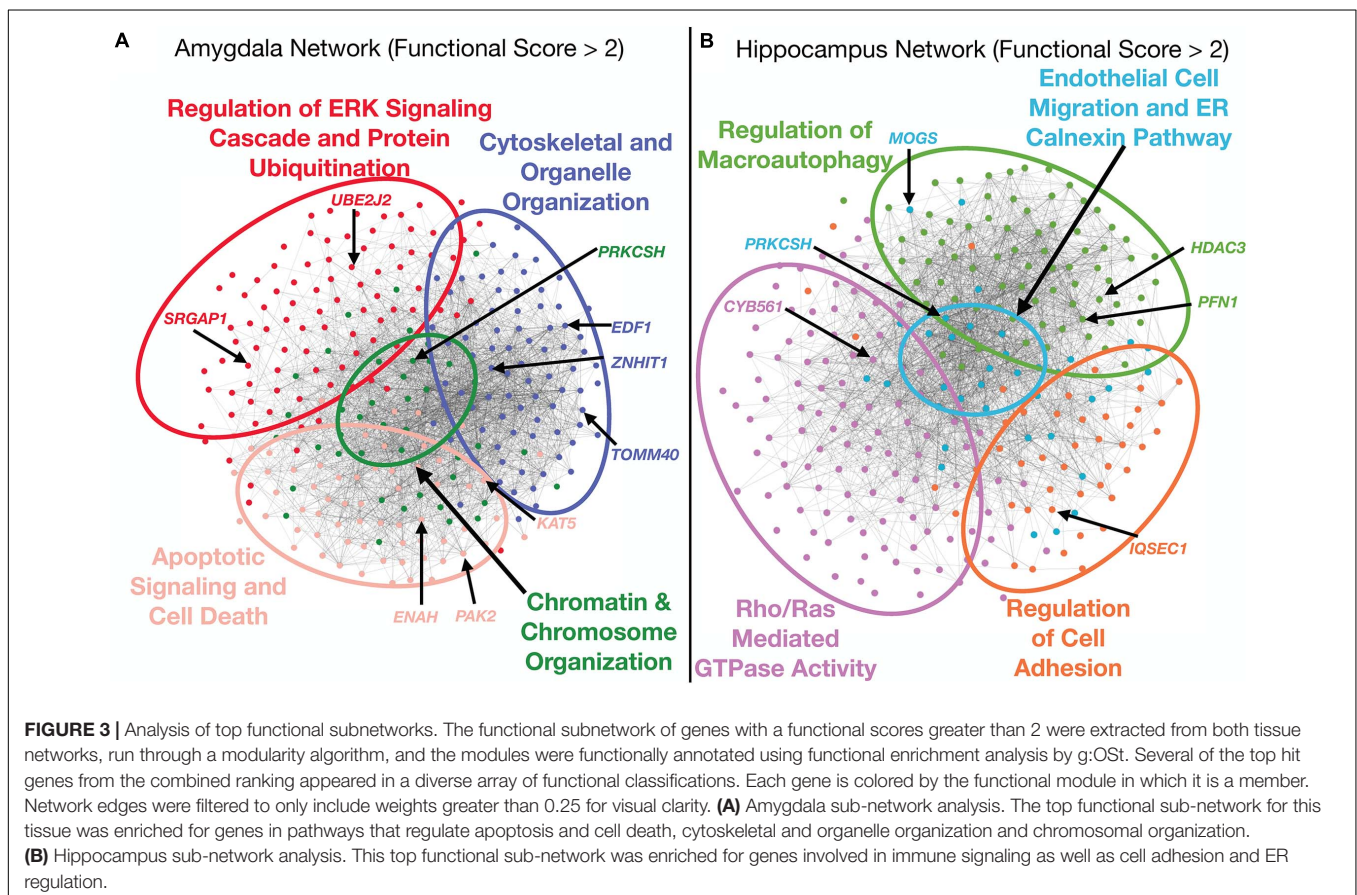 A
Amygdala Network (Functional Score > 2)
Regulation of ERK Signaling
Cascade and Protein
Ubiquitination
Cytoskeletal and
Organelle
Organization
UBE2J2
PRKCSH
SRGAP1
EDF1
ZNHIT1
TOMM40
KAT5
Apoptotic
Signaling and
Cell Death
ENAH
PAK2
Chromatin &
Chromosome
Organization
B
Hippocampus Network (Functional Score > 2)
Endothelial Cell
Migration and ER
Calnexin Pathway
Regulation of
Macroautophagy
MOGS
PRKCSH
HDAC3
PFN1
CYB561
IQSEC1
Rho/Ras
Mediated
GTPase Activity
Regulation
of Cell
Adhesion
FIGURE 3 | Analysis of top functional subnetworks. The functional subnetwork of genes with a functional scores greater than 2 were extracted from both tissue
networks, run through a modularity algorithm, and the modules were functionally annotated using functional enrichment analysis by g:OSt. Several of the top hit
genes from the combined ranking appeared in a diverse array of functional classifications. Each gene is colored by the functional module in which it is a member.
Network edges were filtered to only include weights greater than 0.25 for visual clarity. (A) Amygdala sub-network analysis. The top functional sub-network for this
tissue was enriched for genes in pathways that regulate apoptosis and cell death, cytoskeletal and organelle organization and chromosomal organization.
(B) Hippocampus sub-network analysis. This top functional sub-network was enriched for genes involved in immune signaling as well as cell adhesion and ER
regulation.